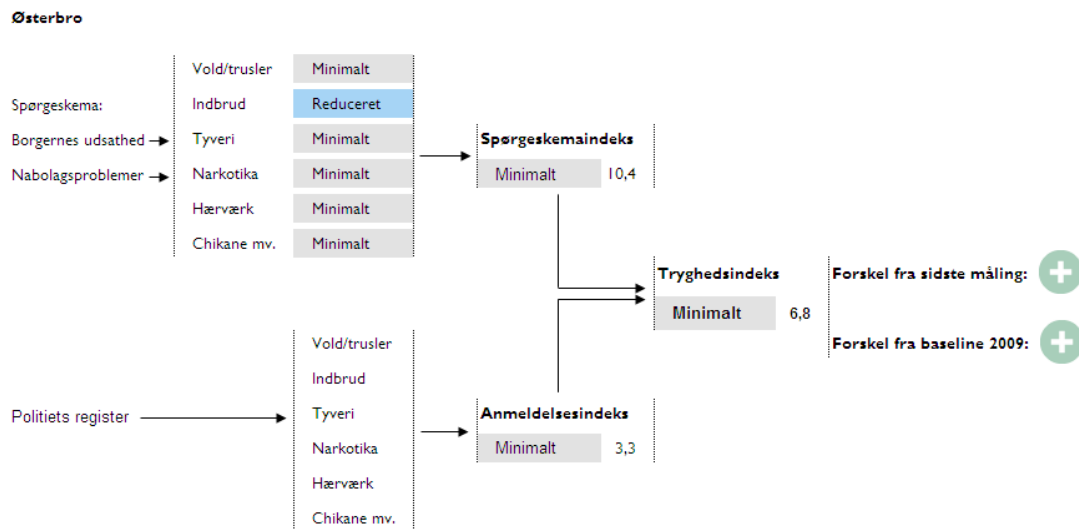 Østerbro
Spørgeskema:
Borgernes udsathed
Nabolagsproblemer
Vold/trusler Minimalt
Indbrud Reduceret
Tyveri Minimalt
Narkotika Minimalt
Hærværk Minimalt
Chikane mv. Minimalt
Spørgeskemaindeks
Minimalt 10,4
Tryghedsindeks
Minimalt 6,8
Forskel fra sidste måling:
Forskel fra baseline 2009:
Politiets register
Vold/trusler
Indbrud
Tyveri
Narkotika
Hærværk
Chikane mv.
Anmeldelsesindeks
Minimalt 3,3